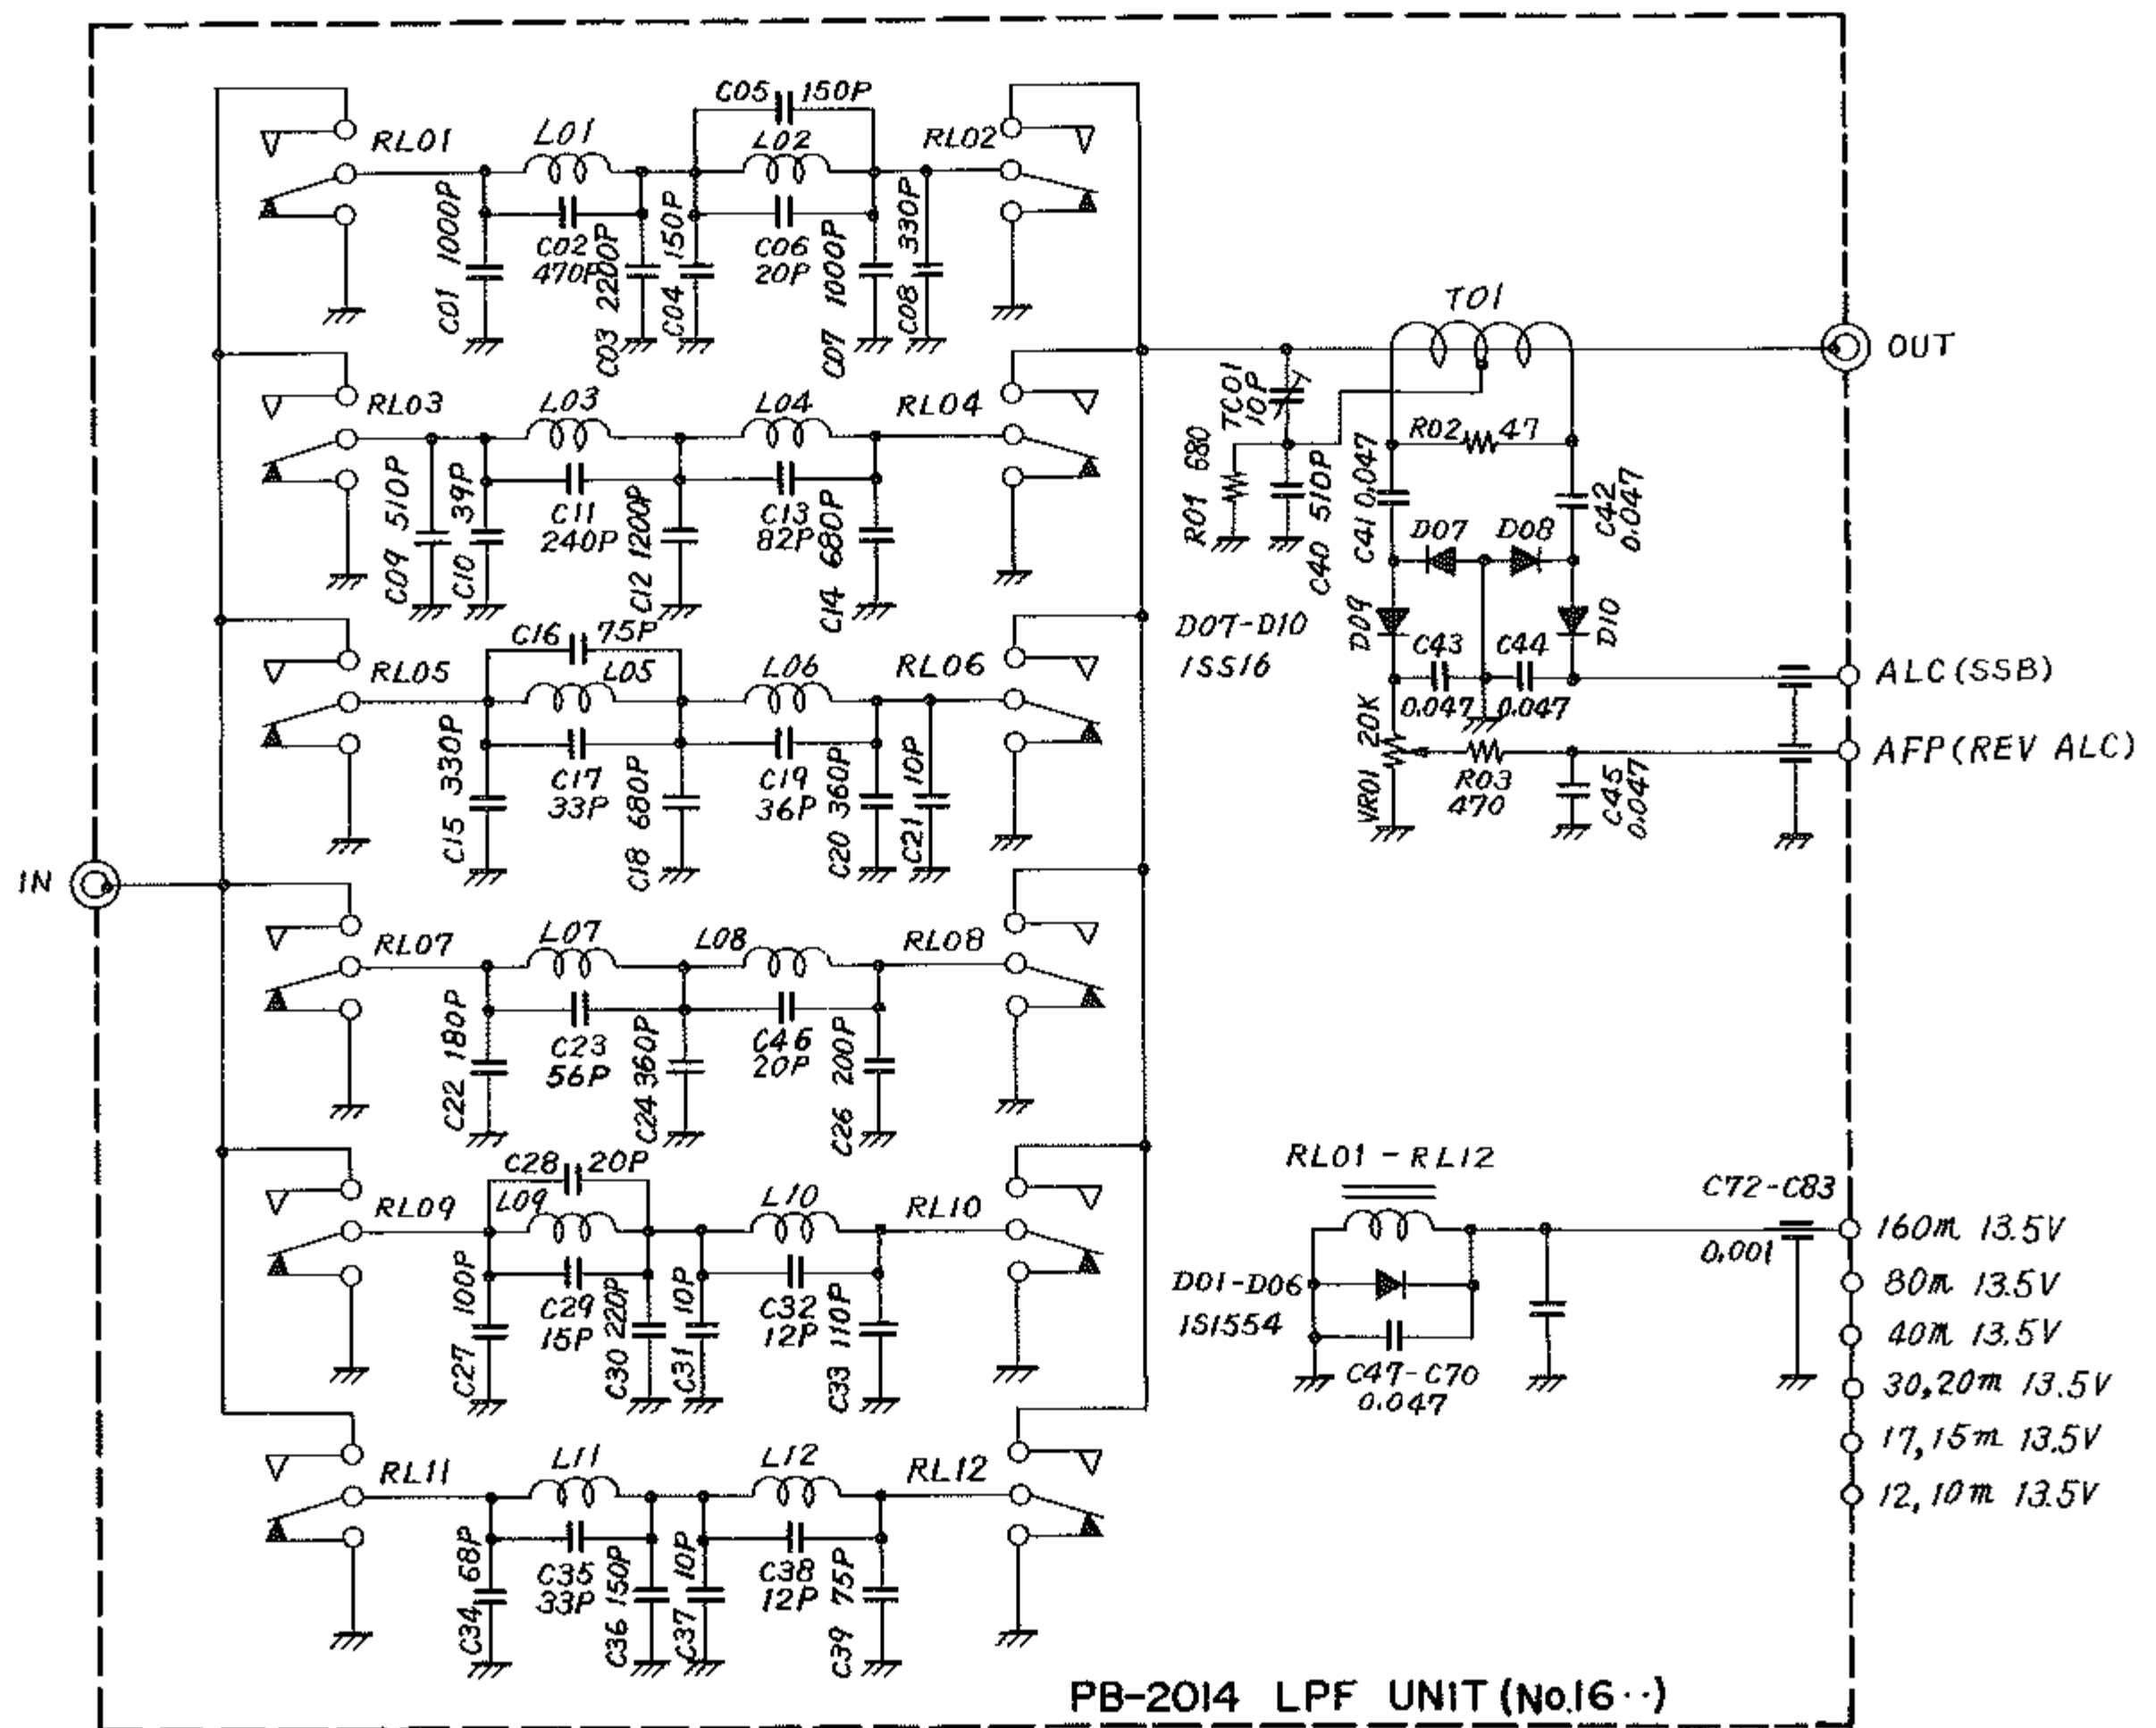 C05 150P
RL01
L01
L02
RL02
C01 1000P
C02
470P
C03 2200P
C04 150P
C06
20P
C07 1000P
C08 330P
T01
OUT
RL03
L03
L04
RL04
C09 510P
C10 39P
C11
240P
C12 1200P
C13
82P
C14 680P
TC01
10P
R01 680
C40 510P
R02 47
C41 0.047
C42
0.047
D07 D08
D09
D10
D07-D10
1SS16
C43 C44
0.047 0.047
ALC(SSB)
VR01 20K
R03
470
C45
0.047
AFP(REV ALC)
C16 75P
RL05
L05
L06
RL06
C15 330P
C17
33P
C18 680P
C19
36P
C20 360P
C21 10P
IN
RL07
L07
L08
RL08
C22 180P
C23
56P
C24 360P
C46
20P
C26 200P
C28 20P
RL09
L09
L10
RL10
C27 100P
C29
15P
C30 220P
C31 10P
C32
12P
C33 110P
RL01-RL12
D01-D06
1S1554
C47-C70
0.047
C72-C83
0.001
160m 13.5V
80m 13.5V
40m 13.5V
30,20m 13.5V
17,15m 13.5V
12,10m 13.5V
RL11
L11
L12
RL12
C34 68P
C35
33P
C36 150P
C37 10P
C38
12P
C39 75P
PB-2014 LPF UNIT (No.16··)